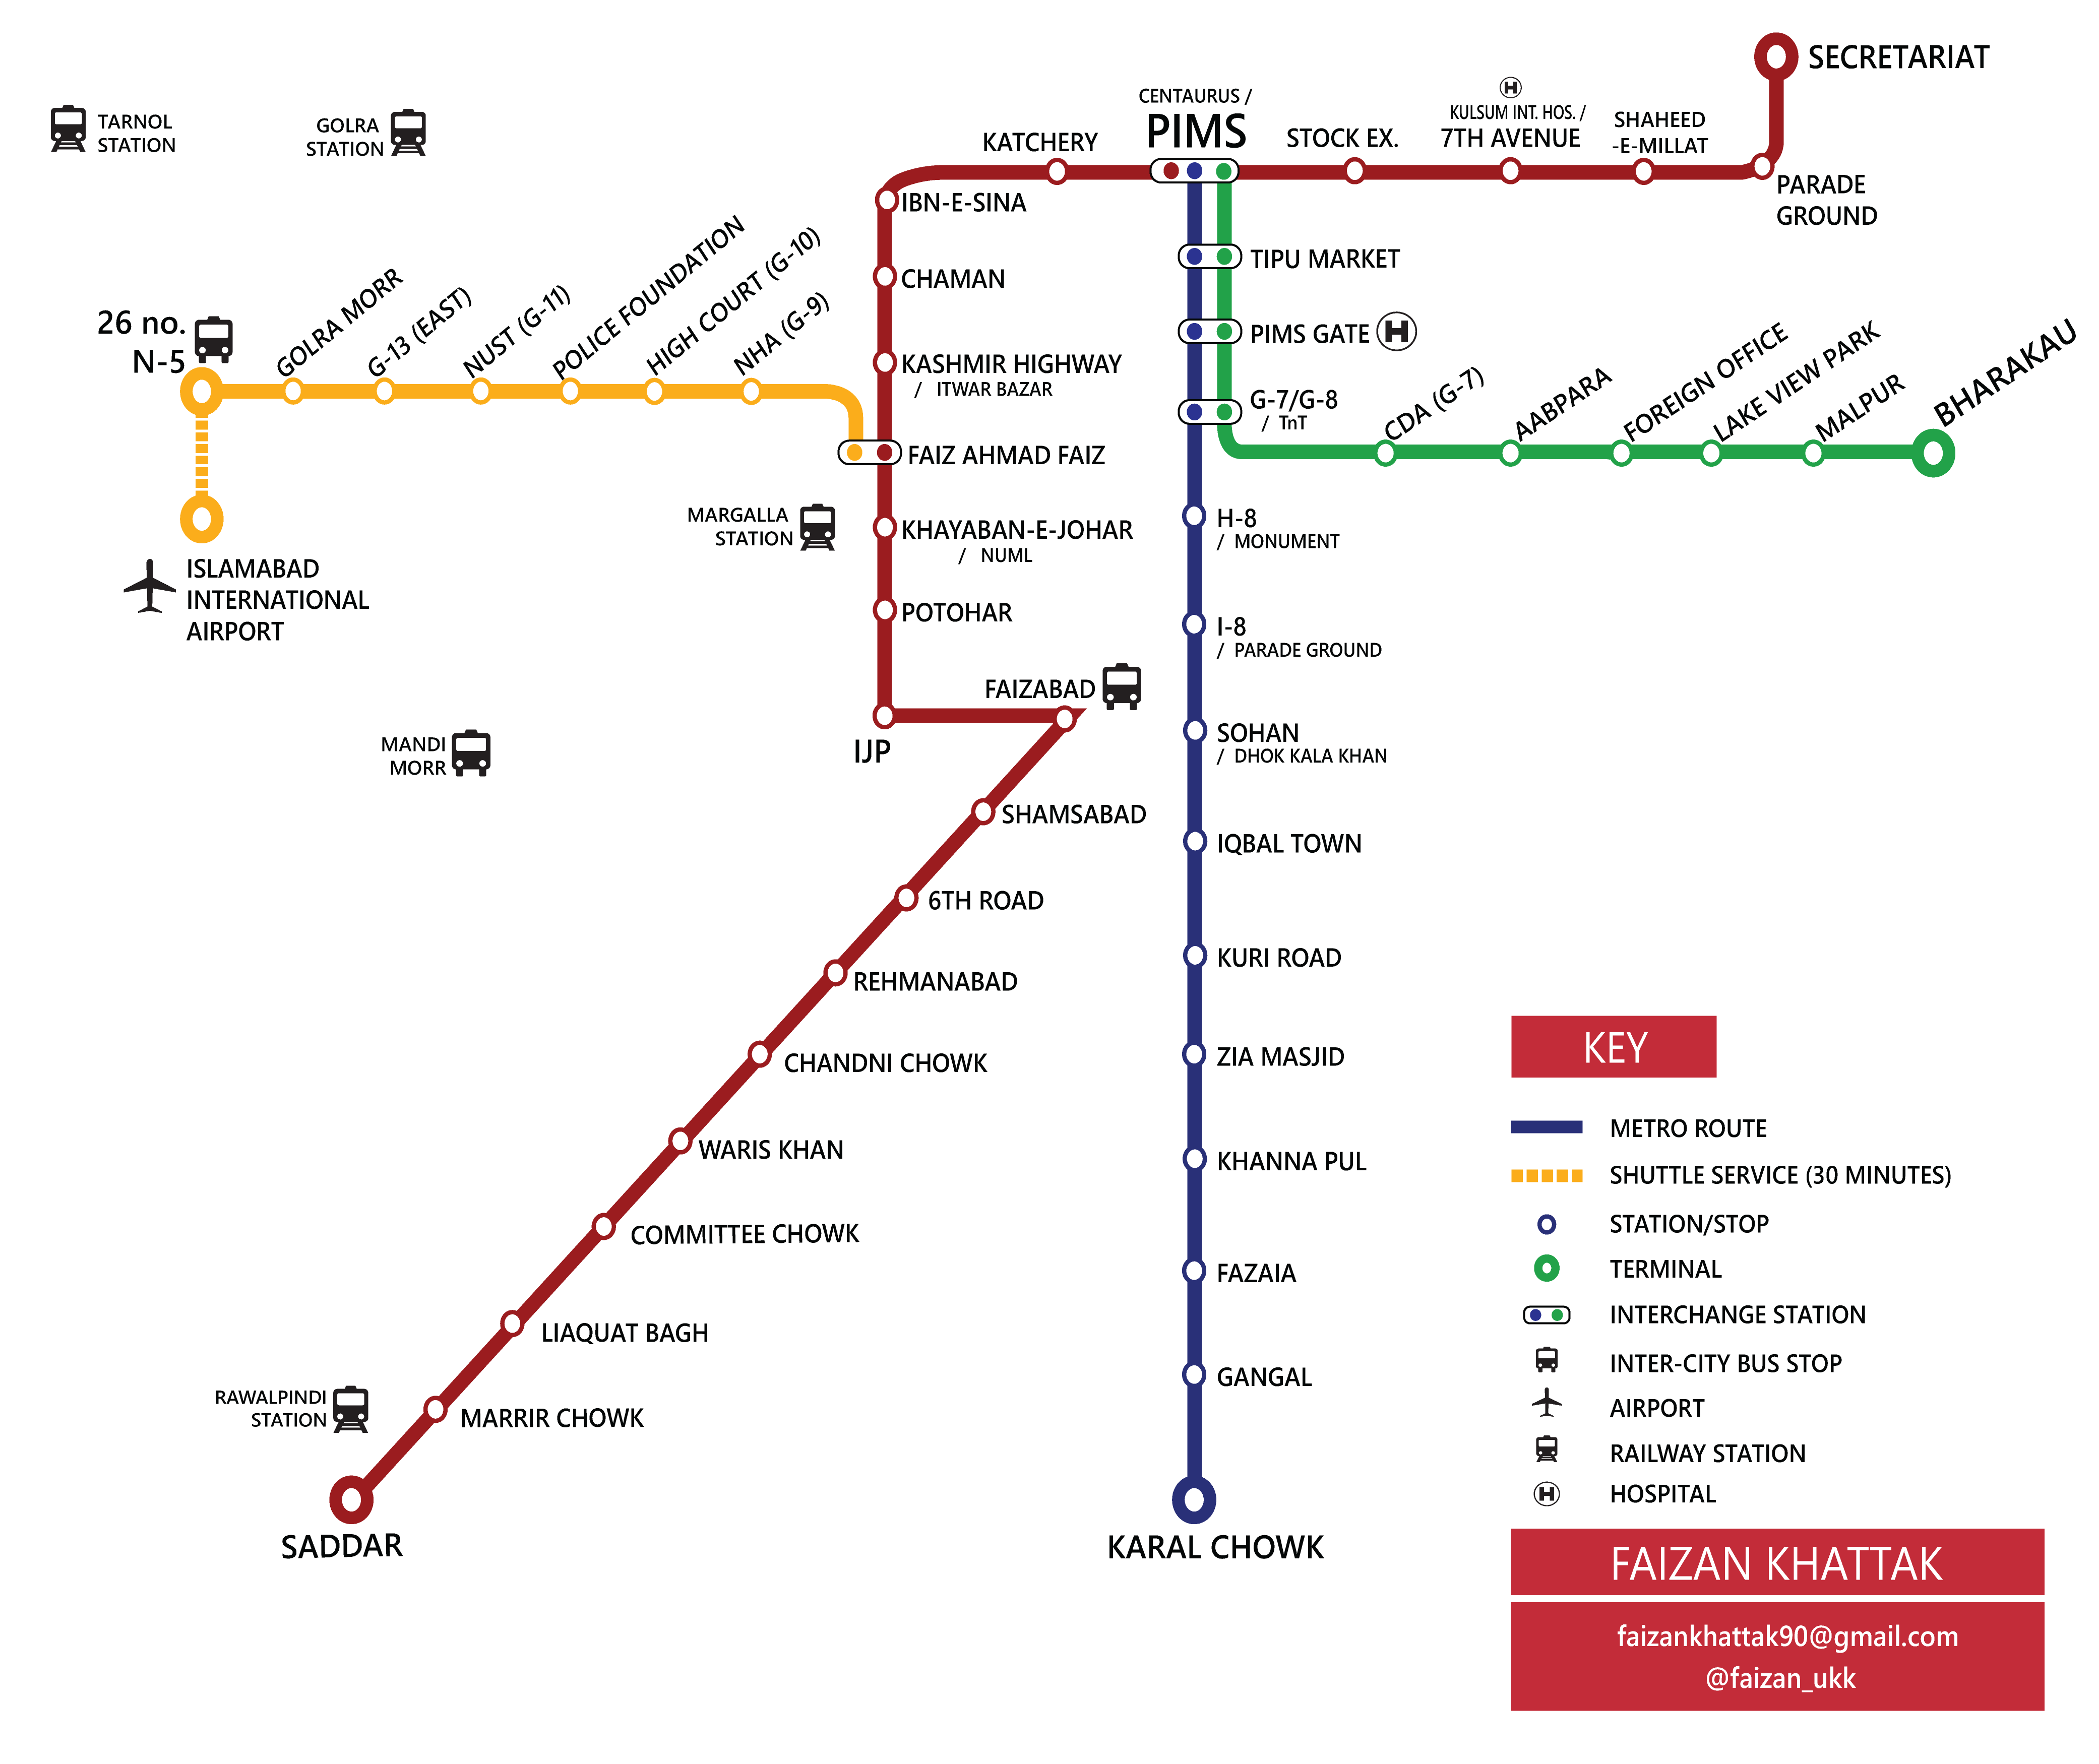 SECRETARIAT
CENTAURUS /
PIMS
KATCHERY
STOCK EX.
KULSUM INT. HOS. /
7TH AVENUE
SHAHEED
-E-MILLAT
PARADE
GROUND
TARNOL
STATION
GOLRA
STATION
IBN-E-SINA
CHAMAN
KASHMIR HIGHWAY
/ ITWAR BAZAR
FAIZ AHMAD FAIZ
KHAYABAN-E-JOHAR
/ NUML
POTOHAR
IJP
26 no.
N-5
GOLRA MORR
G-13 (EAST)
NUST (G-11)
POLICE FOUNDATION
HIGH COURT (G-10)
NHA (G-9)
ISLAMABAD
INTERNATIONAL
AIRPORT
MARGALLA
STATION
MANDI
MORR
TIPU MARKET
PIMS GATE
H
G-7/G-8
/ TnT
CDA (G-7)
AABPARA
FOREIGN OFFICE
LAKE VIEW PARK
MALPUR
BHARAKAU
H-8
/ MONUMENT
I-8
/ PARADE GROUND
SOHAN
/ DHOK KALA KHAN
IQBAL TOWN
KURI ROAD
ZIA MASJID
KHANNA PUL
FAZAIA
GANGAL
KARAL CHOWK
FAIZABAD
SHAMSABAD
6TH ROAD
REHMANABAD
CHANDNI CHOWK
WARIS KHAN
COMMITTEE CHOWK
LIAQUAT BAGH
MARRIR CHOWK
RAWALPINDI
STATION
SADDAR
KEY
METRO ROUTE
SHUTTLE SERVICE (30 MINUTES)
STATION/STOP
TERMINAL
INTERCHANGE STATION
INTER-CITY BUS STOP
AIRPORT
RAILWAY STATION
H HOSPITAL
FAIZAN KHATTAK
faizankhattak90@gmail.com
@faizan_ukk